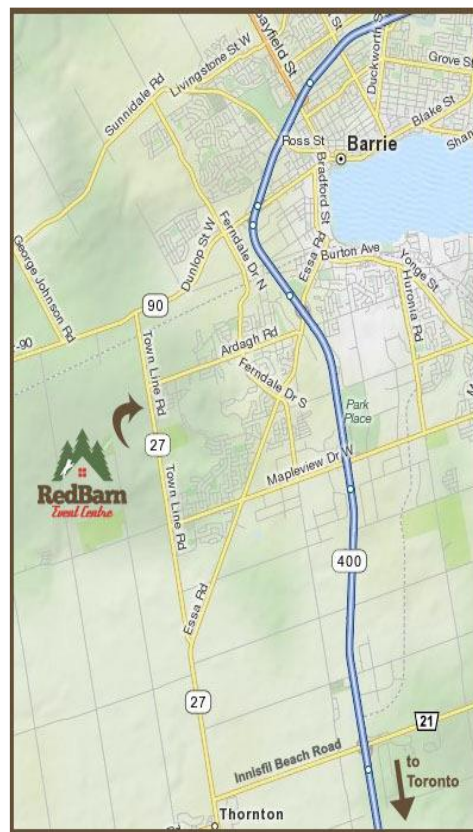 Bayfield St
Duckworth St
Livingstone St W
Grove St
Sunnidale Rd
Blake St
Ross St
Barrie
Bradford St
Ferndale Dr N
Dunlop St W
Essa Rd
Burton Ave
Yonge St
George Johnson Rd
Huronia Rd
90
-90
Ardagh Rd
Town Line Rd
Ferndale Dr S
Park
Place
27
RedBarn
Event Centre
Mapleview Dr W
Town Line Rd
400
Essa Rd
27
21
Innisfil Beach Road
to
Toronto
Thornton